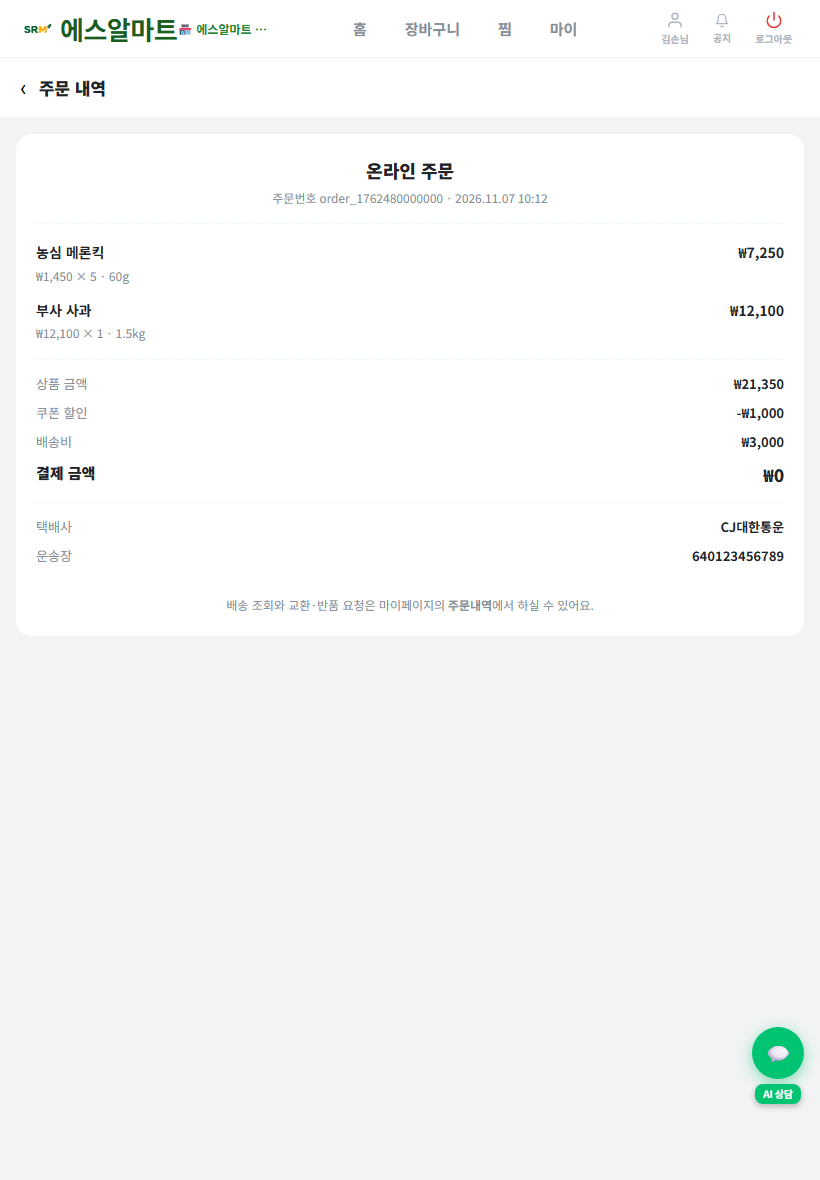 SRM 에스알마트 에스알마트 ···
홈 장바구니 찜 마이
김손님 공지 로그아웃
‹ 주문 내역
온라인 주문
주문번호 order_1762480000000 · 2026.11.07 10:12
농심 메론킥 ₩7,250
₩1,450 × 5 · 60g
부사 사과 ₩12,100
₩12,100 × 1 · 1.5kg
상품 금액 ₩21,350
쿠폰 할인 -₩1,000
배송비 ₩3,000
결제 금액 ₩0
택배사 CJ대한통운
운송장 640123456789
배송 조회와 교환·반품 요청은 마이페이지의 주문내역에서 하실 수 있어요.
AI 상담